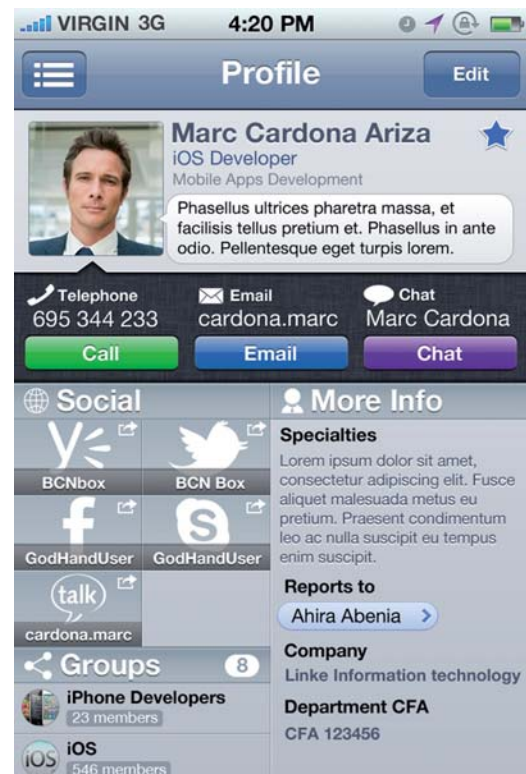 VIRGIN 3G 4:20 PM
Profile Edit
Marc Cardona Ariza
iOS Developer
Mobile Apps Development
Phasellus ultrices pharetra massa, et
facilisis tellus pretium et. Phasellus in ante
odio. Pellentesque eget turpis lorem.
Telephone Email Chat
695 344 233 cardona.marc Marc Cardona
Call Email Chat
Social
BCNbox BCN Box
GodHandUser GodHandUser
talk
cardona.marc
Groups 8
iPhone Developers
23 members
iOS
iOS
546 members
More Info
Specialties
Lorem ipsum dolor sit amet,
consectetur adipiscing elit. Fusce
aliquet malesuada metus eu
pretium. Praesent condimentum
leo ac nulla suscipit eu tempus
enim suscipit.
Reports to
Ahira Abenia
Company
Linke Information technology
Department CFA
CFA 123456